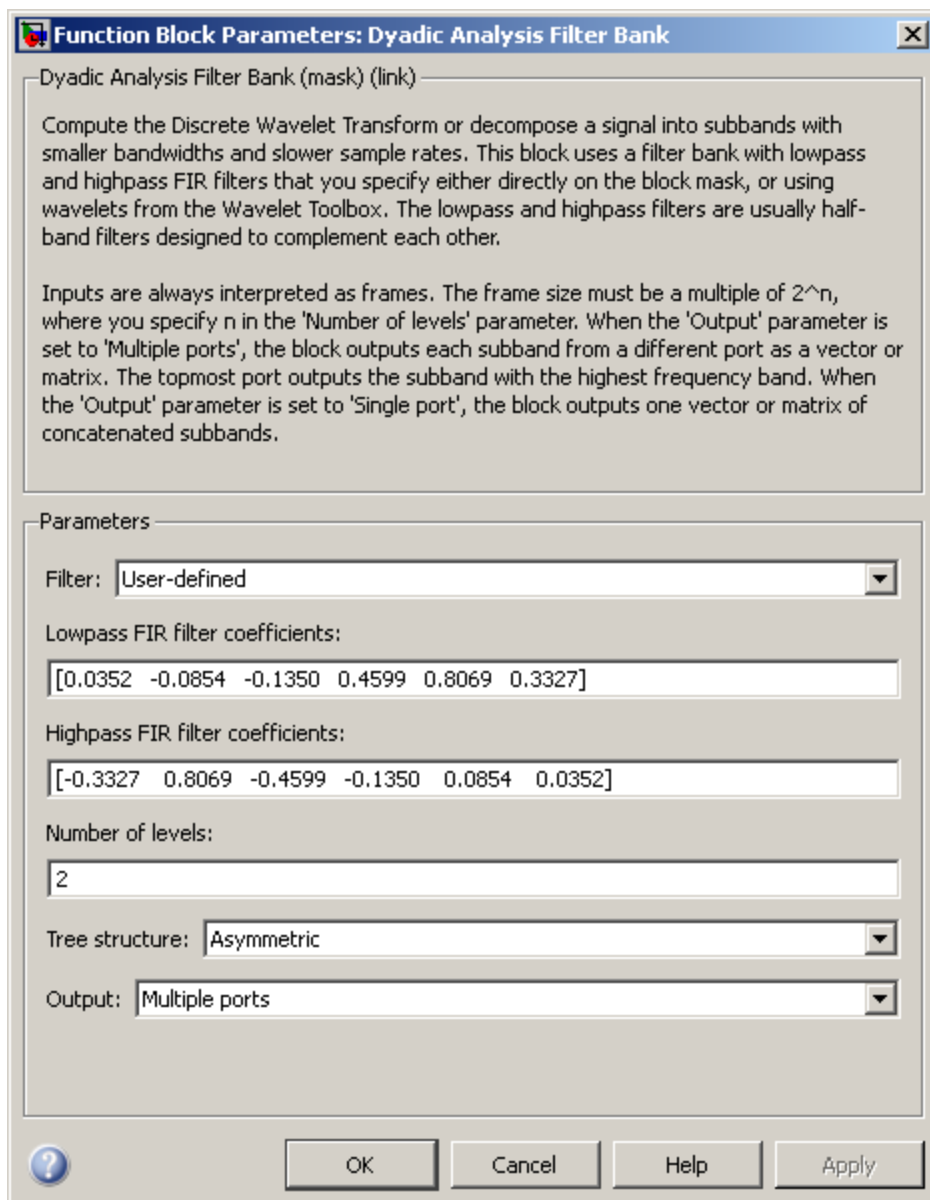 Function Block Parameters: Dyadic Analysis Filter Bank
Dyadic Analysis Filter Bank (mask) (link)
Compute the Discrete Wavelet Transform or decompose a signal into subbands with
smaller bandwidths and slower sample rates. This block uses a filter bank with lowpass
and highpass FIR filters that you specify either directly on the block mask, or using
wavelets from the Wavelet Toolbox. The lowpass and highpass filters are usually half-
band filters designed to complement each other.
Inputs are always interpreted as frames. The frame size must be a multiple of 2^n,
where you specify n in the 'Number of levels' parameter. When the 'Output' parameter is
set to 'Multiple ports', the block outputs each subband from a different port as a vector or
matrix. The topmost port outputs the subband with the highest frequency band. When
the 'Output' parameter is set to 'Single port', the block outputs one vector or matrix of
concatenated subbands.
Parameters
Filter: User-defined
Lowpass FIR filter coefficients:
[0.0352 -0.0854 -0.1350 0.4599 0.8069 0.3327]
Highpass FIR filter coefficients:
[-0.3327 0.8069 -0.4599 -0.1350 0.0854 0.0352]
Number of levels:
2
Tree structure: Asymmetric
Output: Multiple ports
? OK Cancel Help Apply